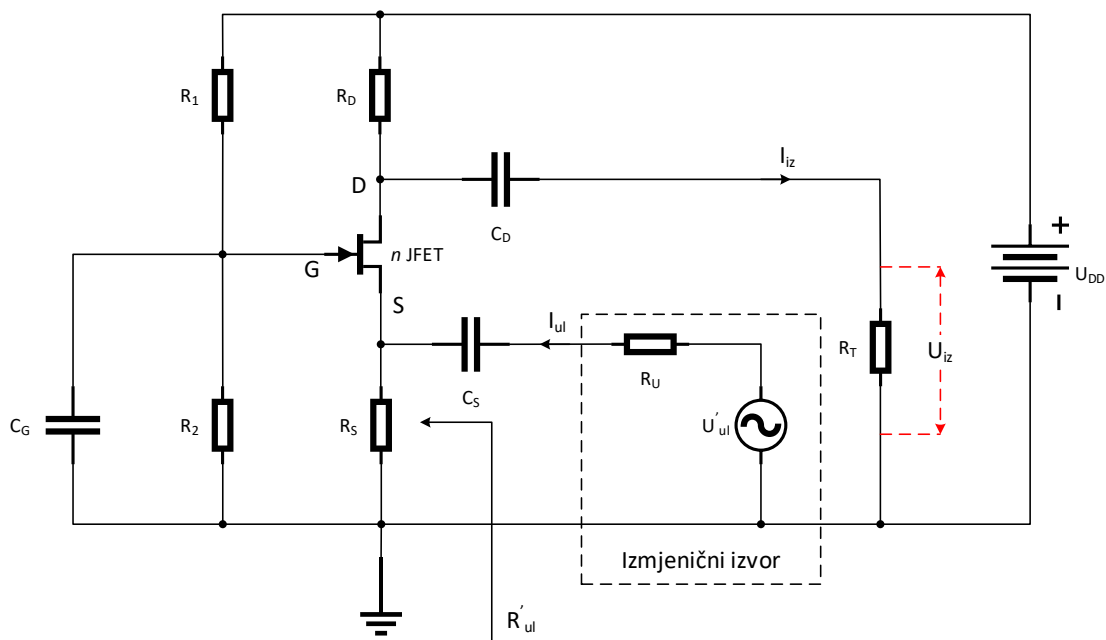 R1
RD
D
Iiz
CD
+
G
n JFET
UDD
S
Iul
–
RT
Uiz
RU
CS
CG
R2
RS
U'ul
Izmjenični izvor
R'ul